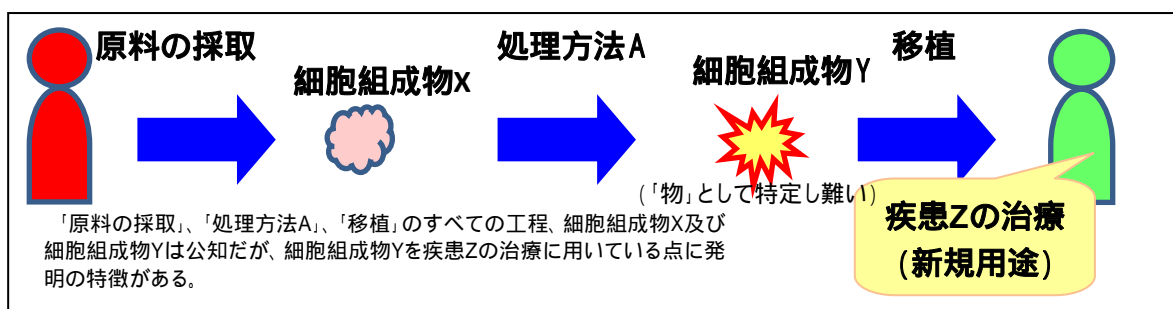 原料の採取
処理方法A
移植
細胞組成物X
細胞組成物Y
(「物」として特定し難い)
「原料の採取」、「処理方法A」、「移植」のすべての工程、細胞組成物X及び
細胞組成物Yは公知だが、細胞組成物Yを疾患Zの治療に用いている点に発
明の特徴がある。
疾患Zの治療
(新規用途)